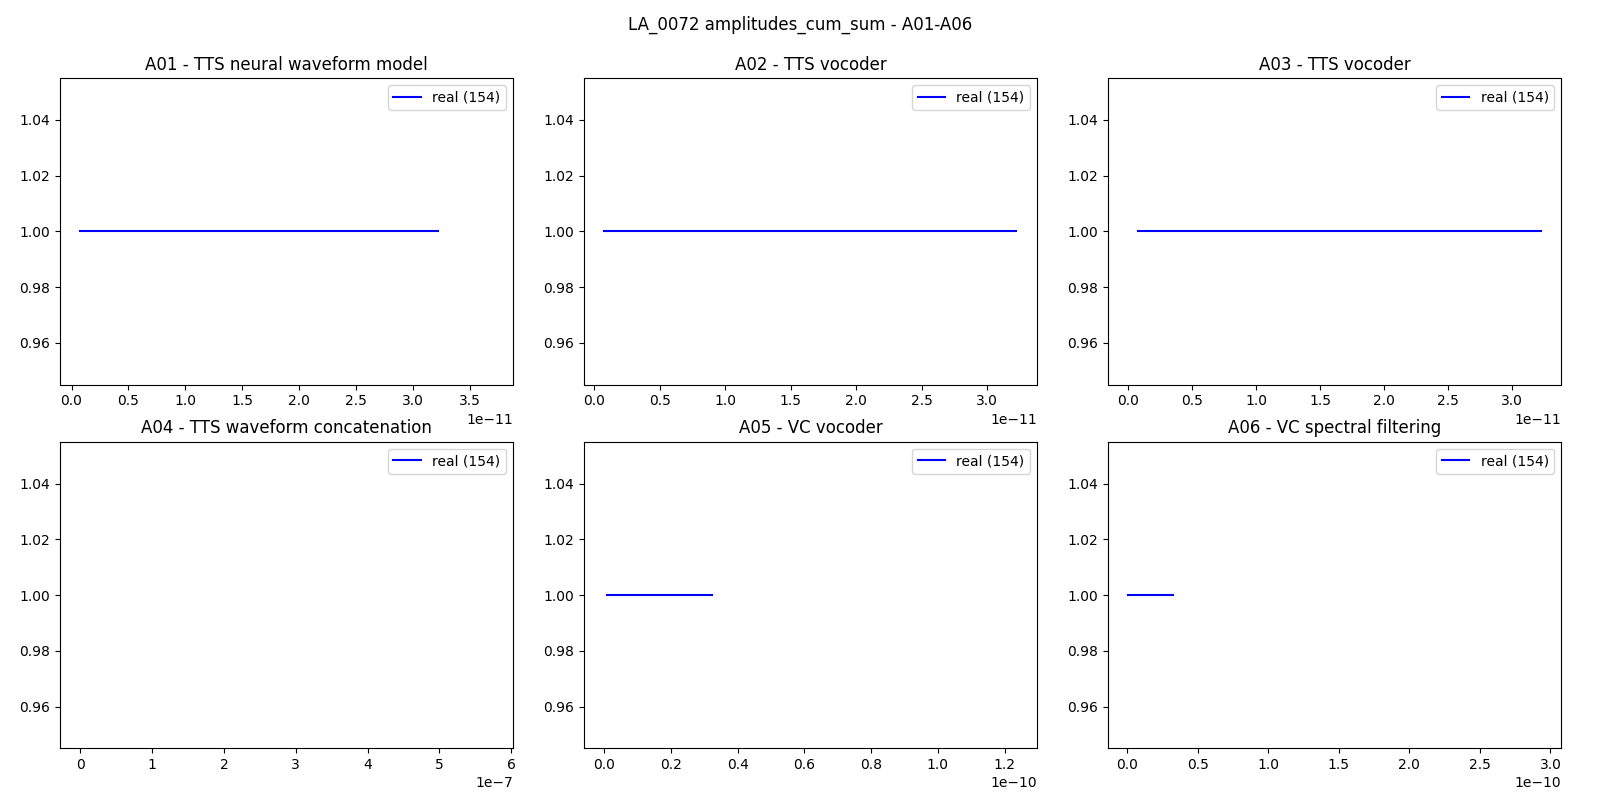 LA_0072 amplitudes_cum_sum - A01-A06
A01 - TTS neural waveform model
real (154)
1.04
1.02
1.00
0.98
0.96
0.0 0.5 1.0 1.5 2.0 2.5 3.0 3.5
1e−11
A02 - TTS vocoder
real (154)
1.04
1.02
1.00
0.98
0.96
0.0 0.5 1.0 1.5 2.0 2.5 3.0
1e−11
A03 - TTS vocoder
real (154)
1.04
1.02
1.00
0.98
0.96
0.0 0.5 1.0 1.5 2.0 2.5 3.0
1e−11
A04 - TTS waveform concatenation
real (154)
1.04
1.02
1.00
0.98
0.96
0 1 2 3 4 5 6
1e−7
A05 - VC vocoder
real (154)
1.04
1.02
1.00
0.98
0.96
0.0 0.2 0.4 0.6 0.8 1.0 1.2
1e−10
A06 - VC spectral filtering
real (154)
1.04
1.02
1.00
0.98
0.96
0.0 0.5 1.0 1.5 2.0 2.5 3.0
1e−10